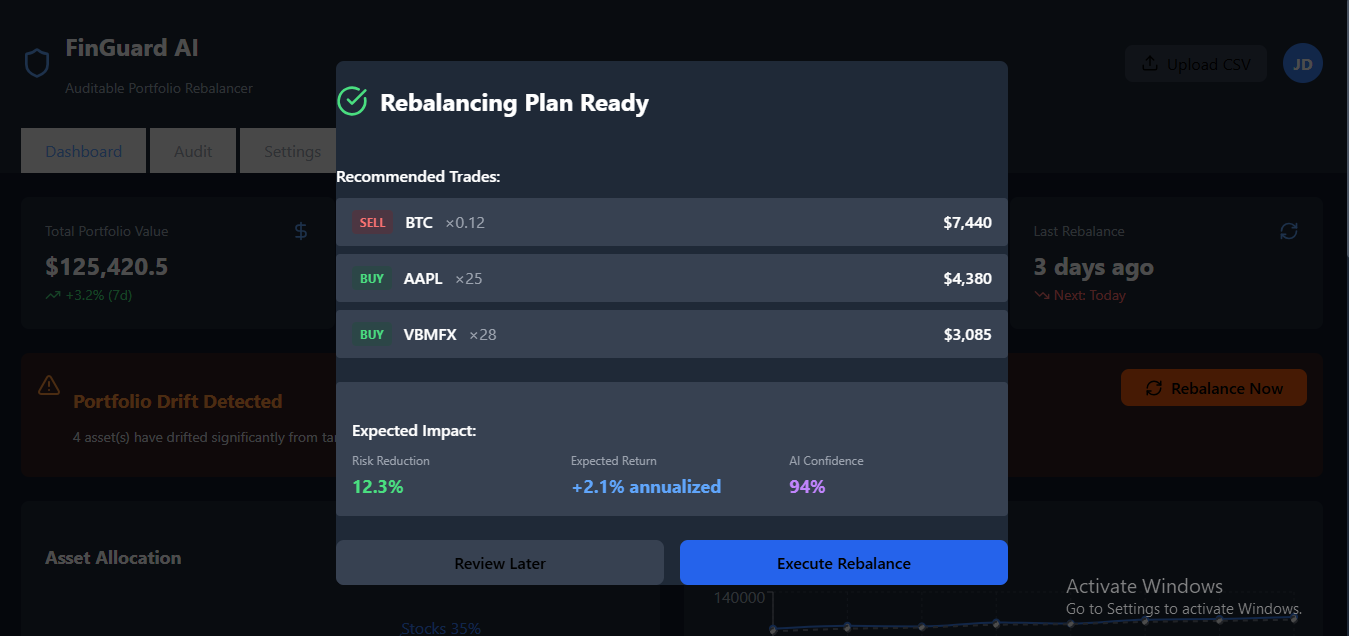 FinGuard AI
Auditable Portfolio Rebalancer
Upload CSV
JD
Dashboard
Audit
Settings
Total Portfolio Value
$
$125,420.5
+3.2% (7d)
Last Rebalance
3 days ago
Next: Today
Portfolio Drift Detected
4 asset(s) have drifted significantly from
Rebalance Now
Asset Allocation
Stocks 35%
140000
Rebalancing Plan Ready
Recommended Trades:
SELL BTC ×0.12 $7,440
BUY AAPL ×25 $4,380
BUY VBMFX ×28 $3,085
Expected Impact:
Risk Reduction
12.3%
Expected Return
+2.1% annualized
AI Confidence
94%
Review Later
Execute Rebalance
Activate Windows
Go to Settings to activate Windows.